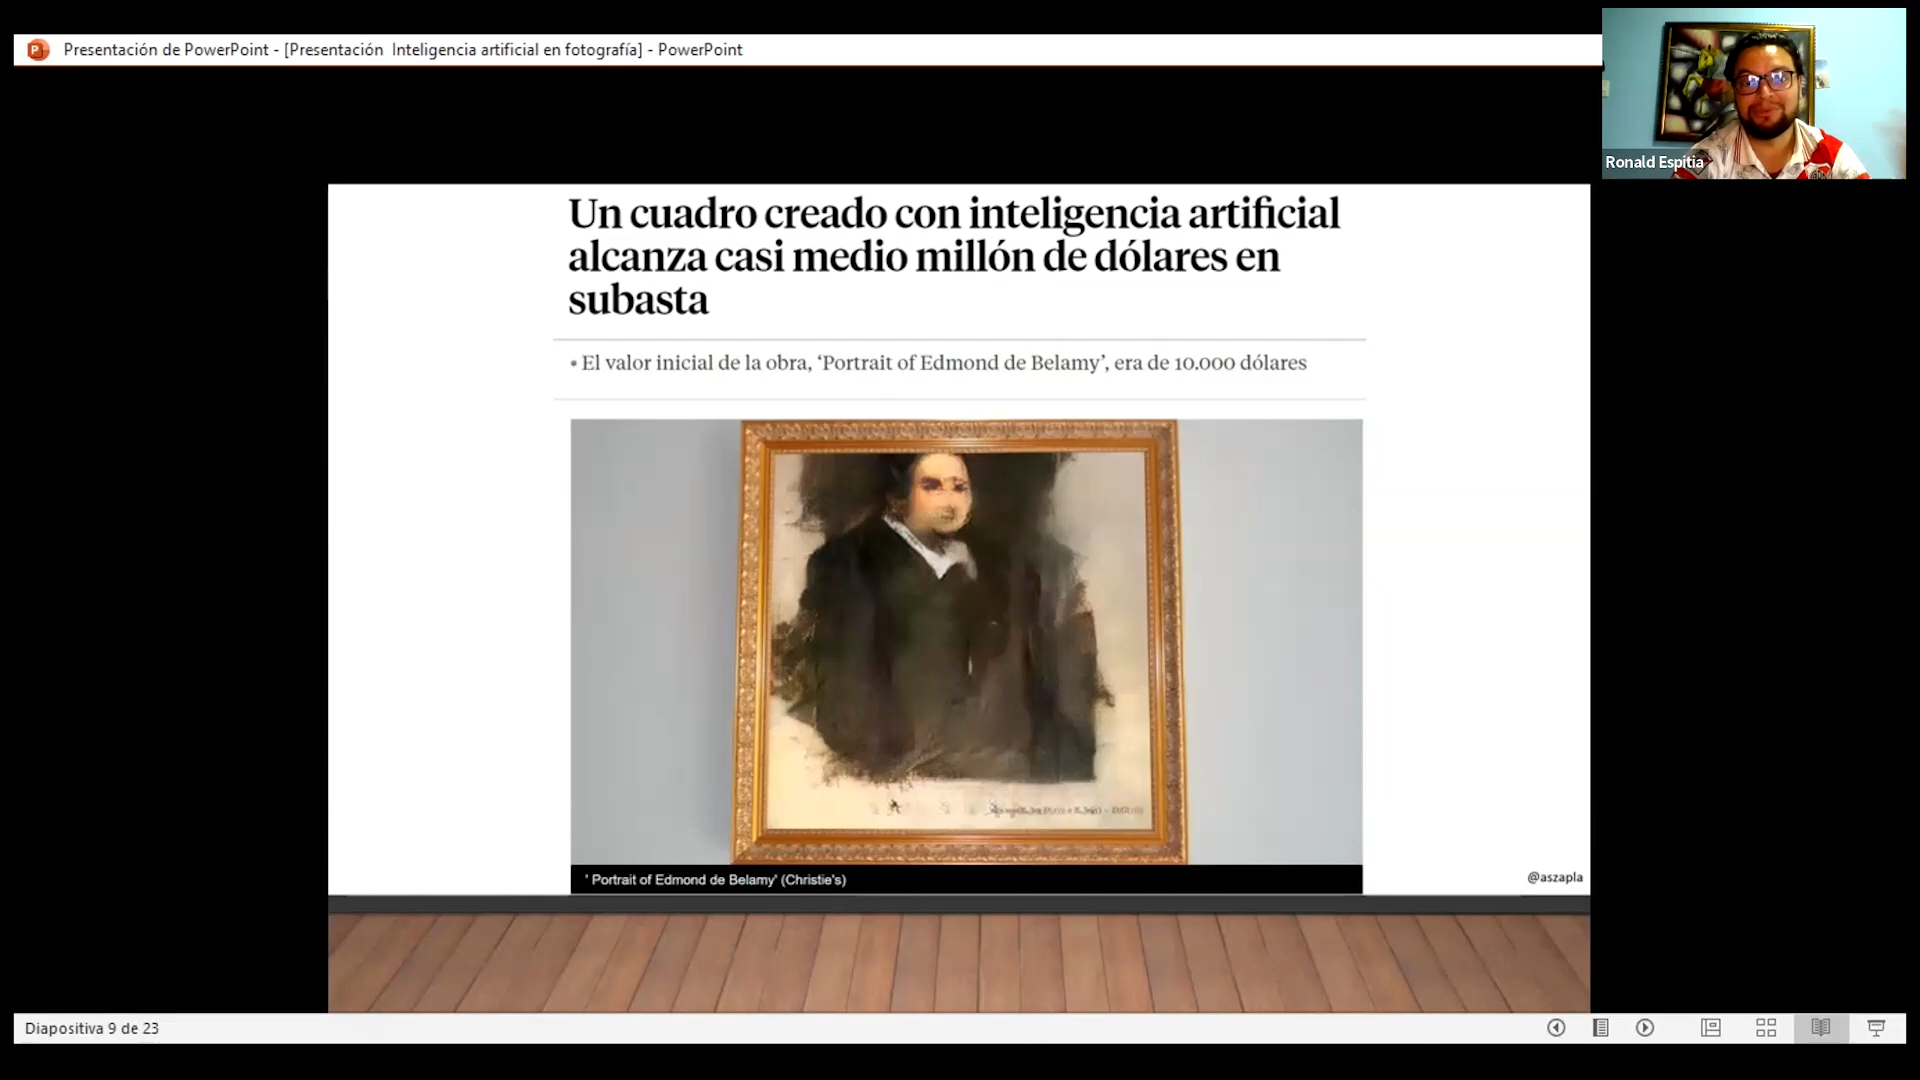 Presentación de PowerPoint - [Presentación  Inteligencia artificial en fotografía] - PowerPoint
Ronald Espitia
Un cuadro creado con inteligencia artificial
alcanza casi medio millón de dólares en
subasta
• El valor inicial de la obra, ‘Portrait of Edmond de Belamy’, era de 10.000 dólares
' Portrait of Edmond de Belamy' (Christie's)
@aszapla
Diapositiva 9 de 23